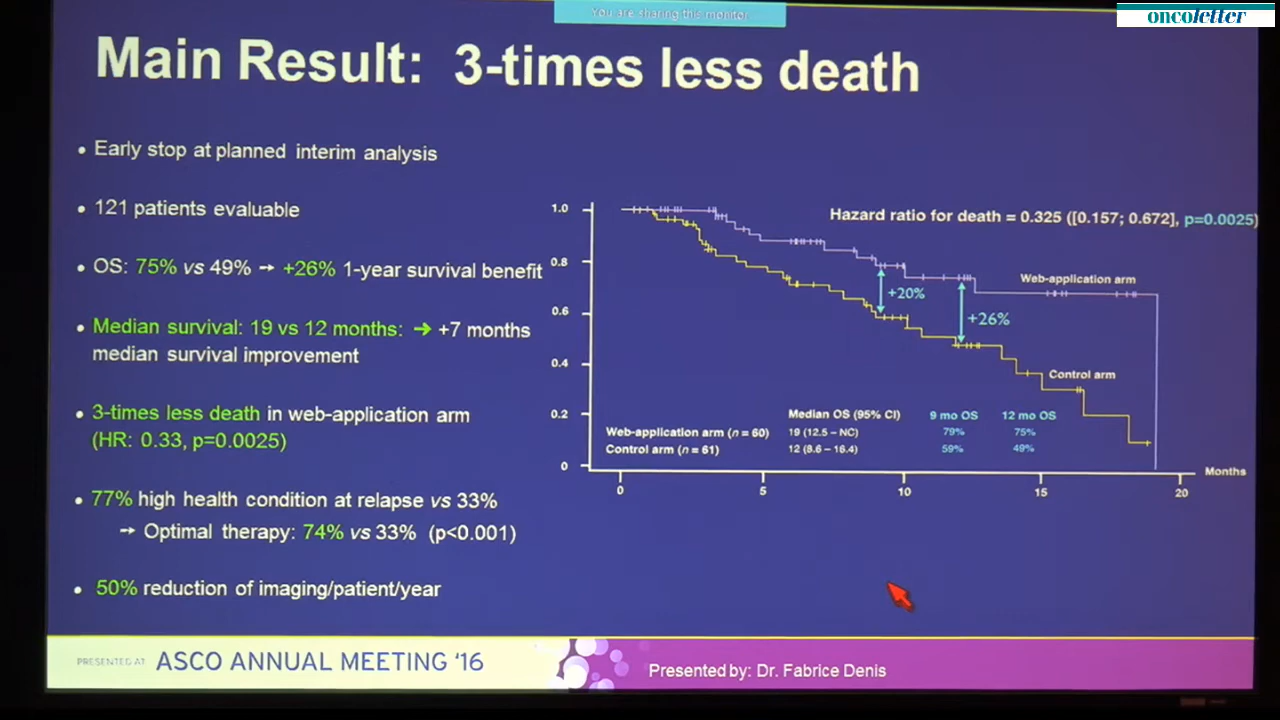 You are sharing this monitor
oncoletter
Main Result: 3-times less death
• Early stop at planned interim analysis
• 121 patients evaluable
• OS: 75% vs 49% → +26% 1-year survival benefit
• Median survival: 19 vs 12 months: → +7 months
median survival improvement
• 3-times less death in web-application arm
(HR: 0.33, p=0.0025)
• 77% high health condition at relapse vs 33%
→ Optimal therapy: 74% vs 33% (p<0.001)
• 50% reduction of imaging/patient/year
Hazard ratio for death = 0.325 ([0.157; 0.672], p=0.0025)
1.0
0.8
0.6
0.4
0.2
0
Web-application arm
+20%
+26%
Control arm
Median OS (95% CI) 9 mo OS 12 mo OS
Web-application arm (n = 60) 19 (12.5 – NC) 79% 75%
Control arm (n = 61) 12 (8.6 – 16.4) 59% 49%
0 5 10 15 20
Months
PRESENTED AT: ASCO ANNUAL MEETING '16
Presented by: Dr. Fabrice Denis